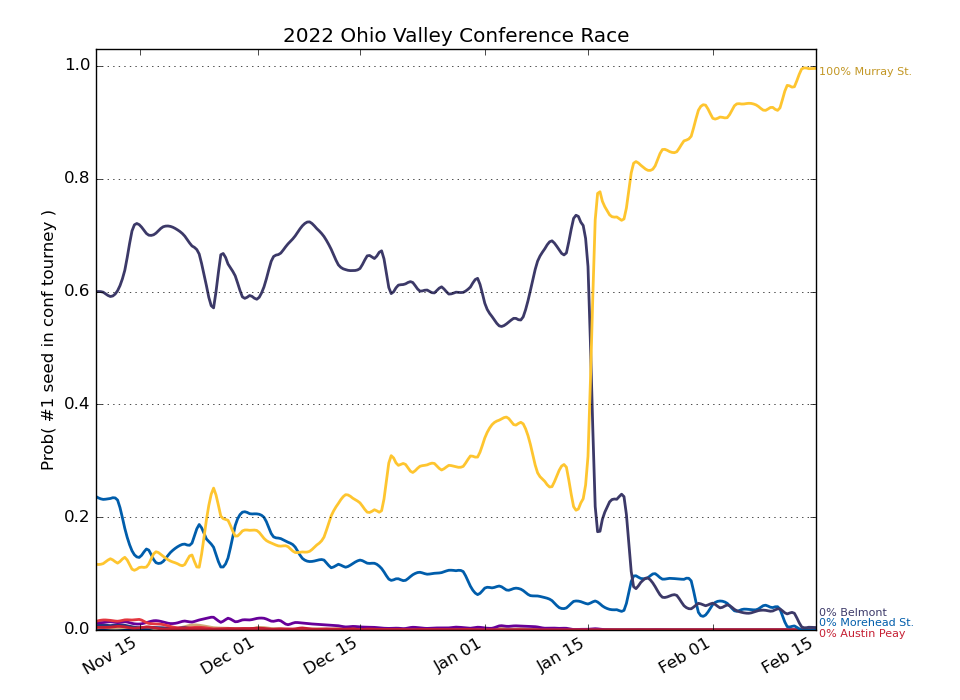 2022 Ohio Valley Conference Race
Prob( #1 seed in conf tourney )
1.0
0.8
0.6
0.4
0.2
0.0
Nov 15
Dec 01
Dec 15
Jan 01
Jan 15
Feb 01
Feb 15
100% Murray St.
0% Belmont
0% Morehead St.
0% Austin Peay